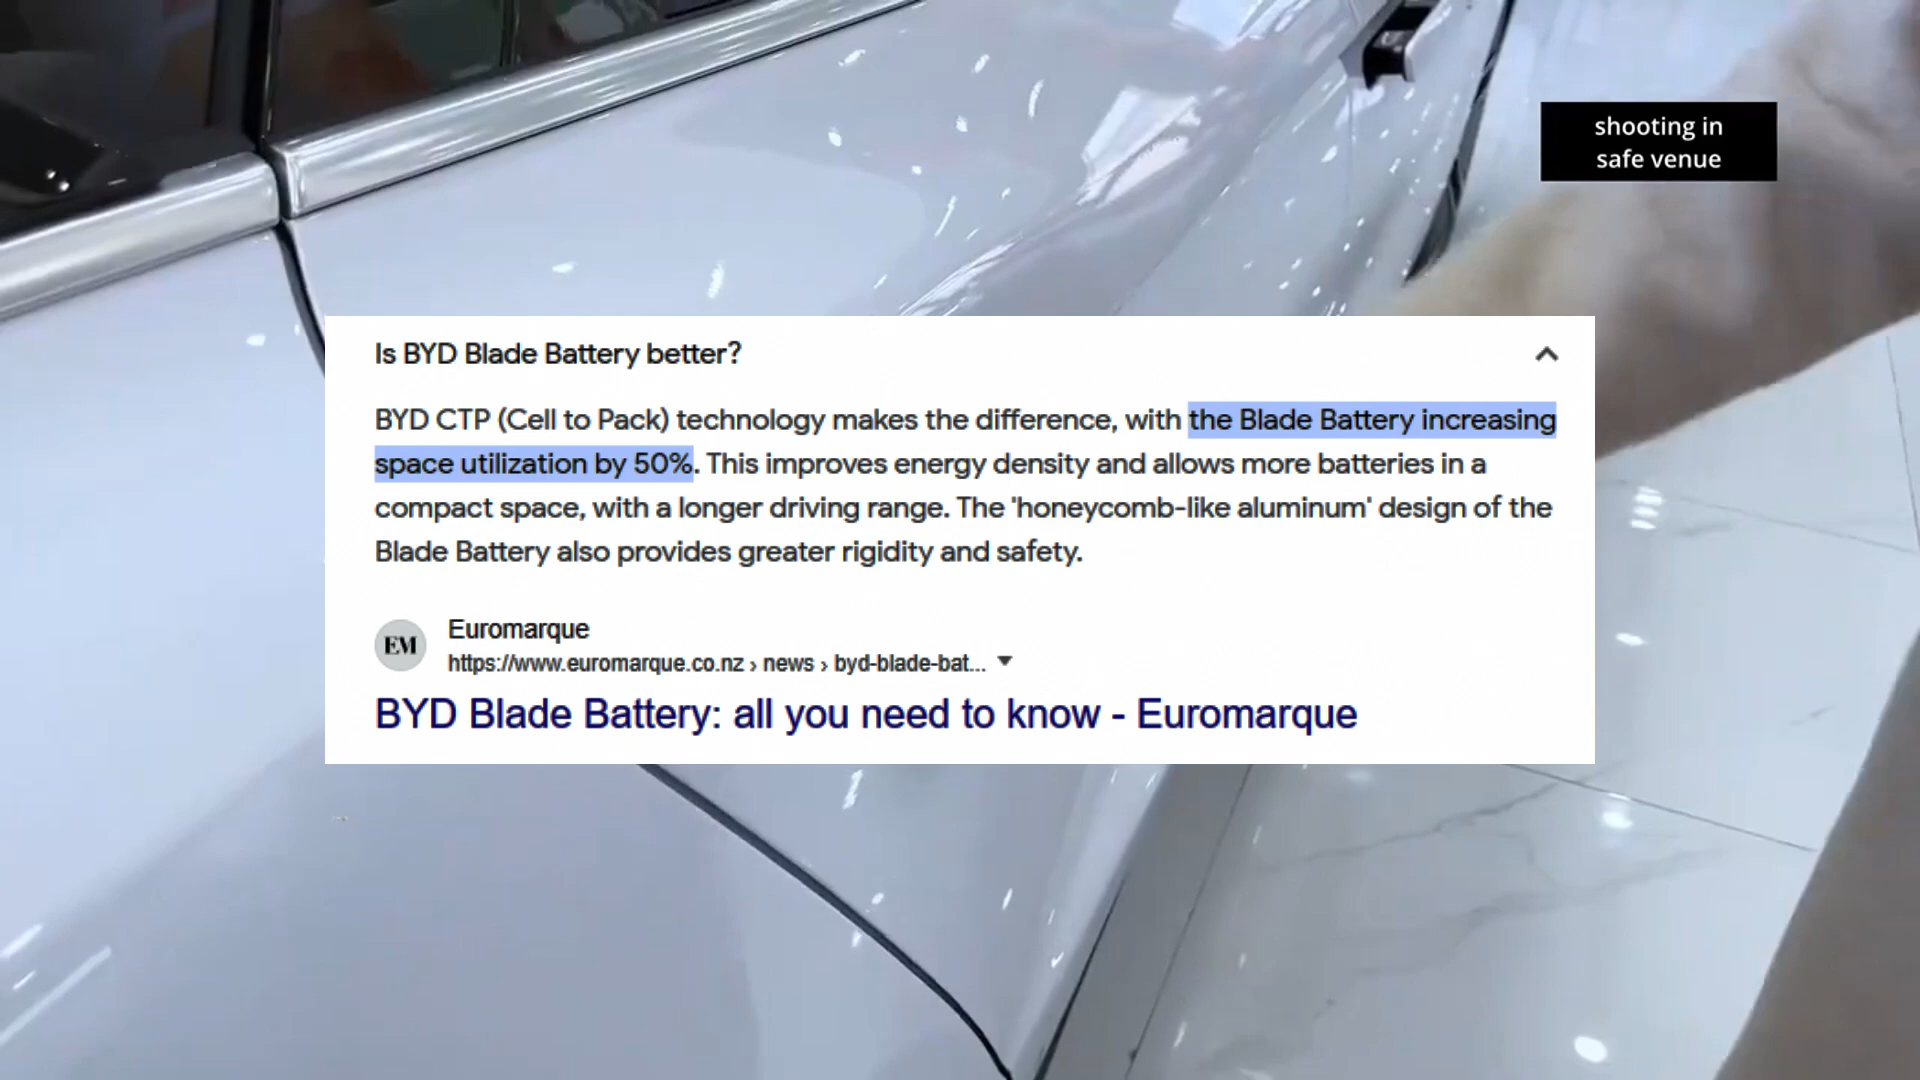 shooting in
safe venue
Is BYD Blade Battery better?
BYD CTP (Cell to Pack) technology makes the difference, with the Blade Battery increasing
space utilization by 50%. This improves energy density and allows more batteries in a
compact space, with a longer driving range. The 'honeycomb-like aluminum' design of the
Blade Battery also provides greater rigidity and safety.
EM
Euromarque
https://www.euromarque.co.nz › news › byd-blade-bat...
BYD Blade Battery: all you need to know - Euromarque